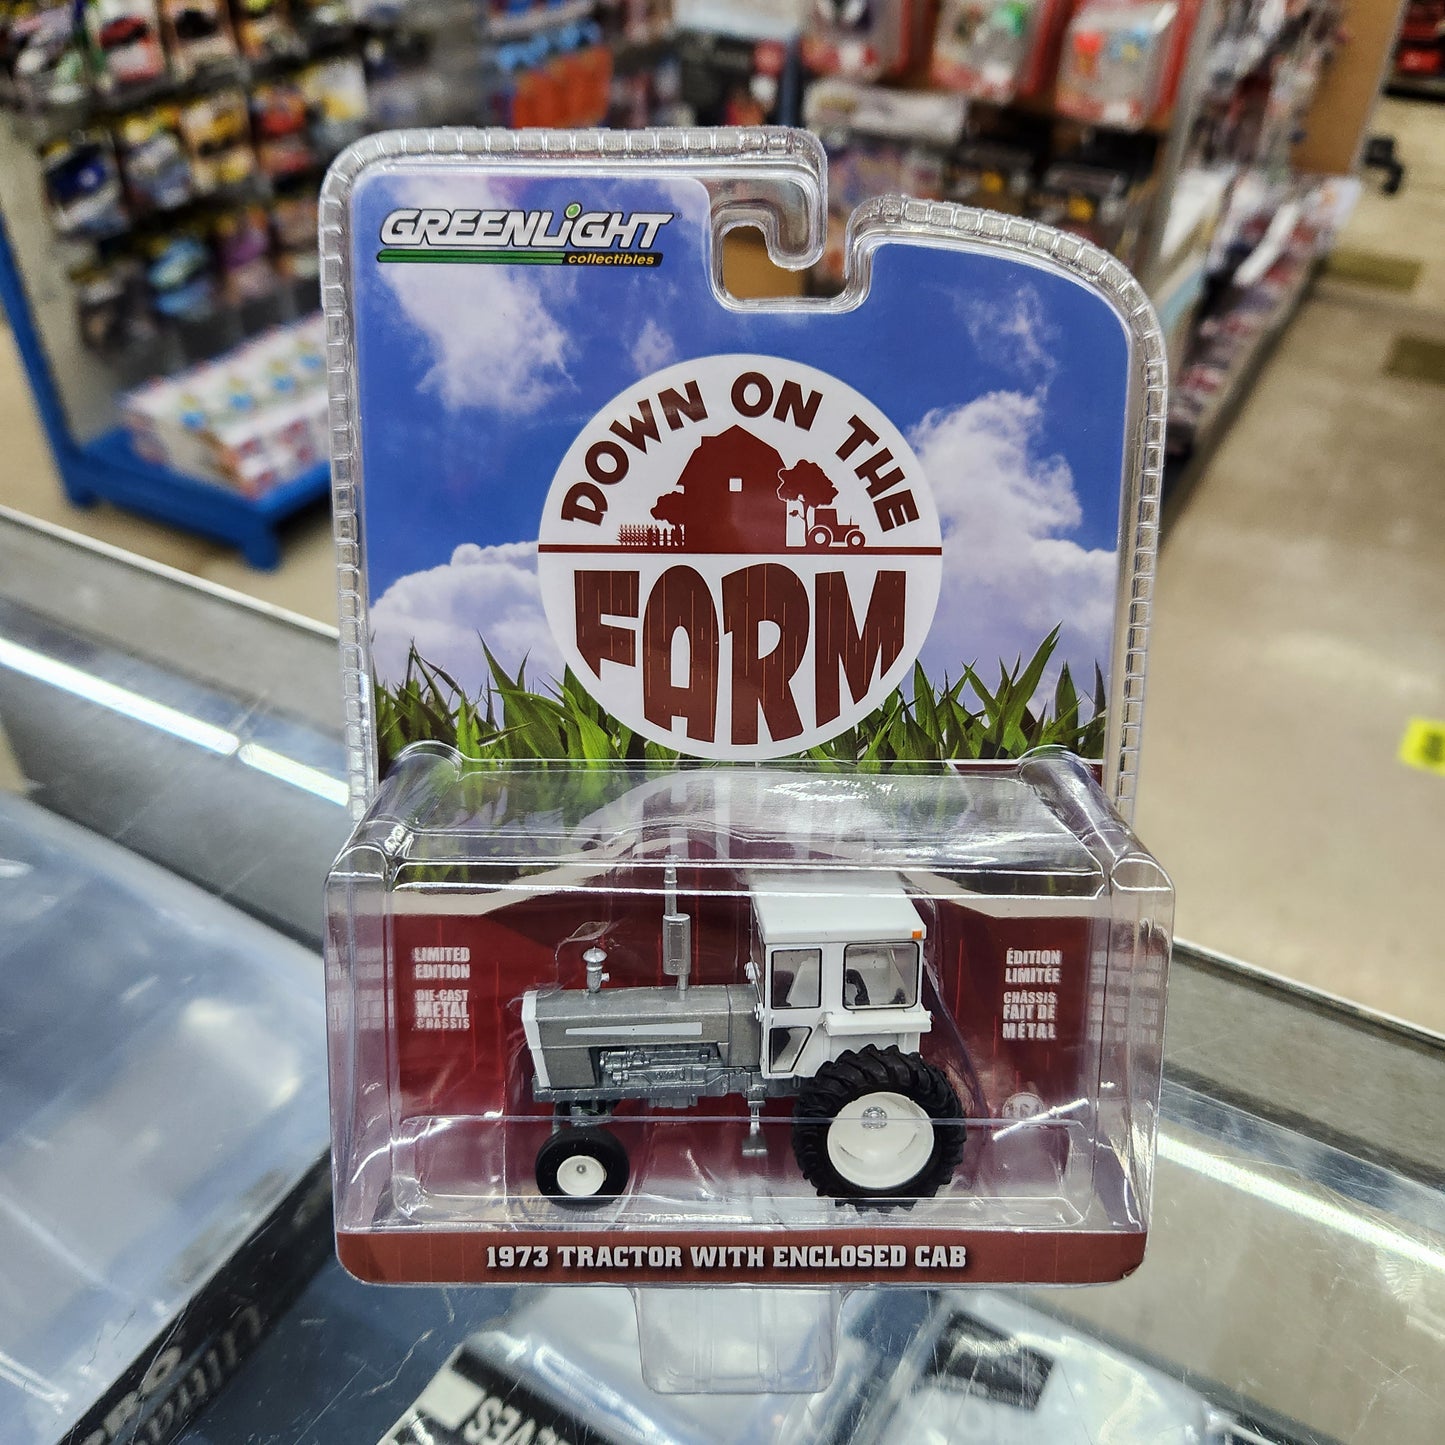 GREENLIGHT
collectibles
DOWN ON THE
FARM
LIMITED
EDITION
DIE-CAST
METAL
CHASSIS
ÉDITION
LIMITÉE
CHÂSSIS
FAIT DE
MÉTAL
1973 TRACTOR WITH ENCLOSED CAB